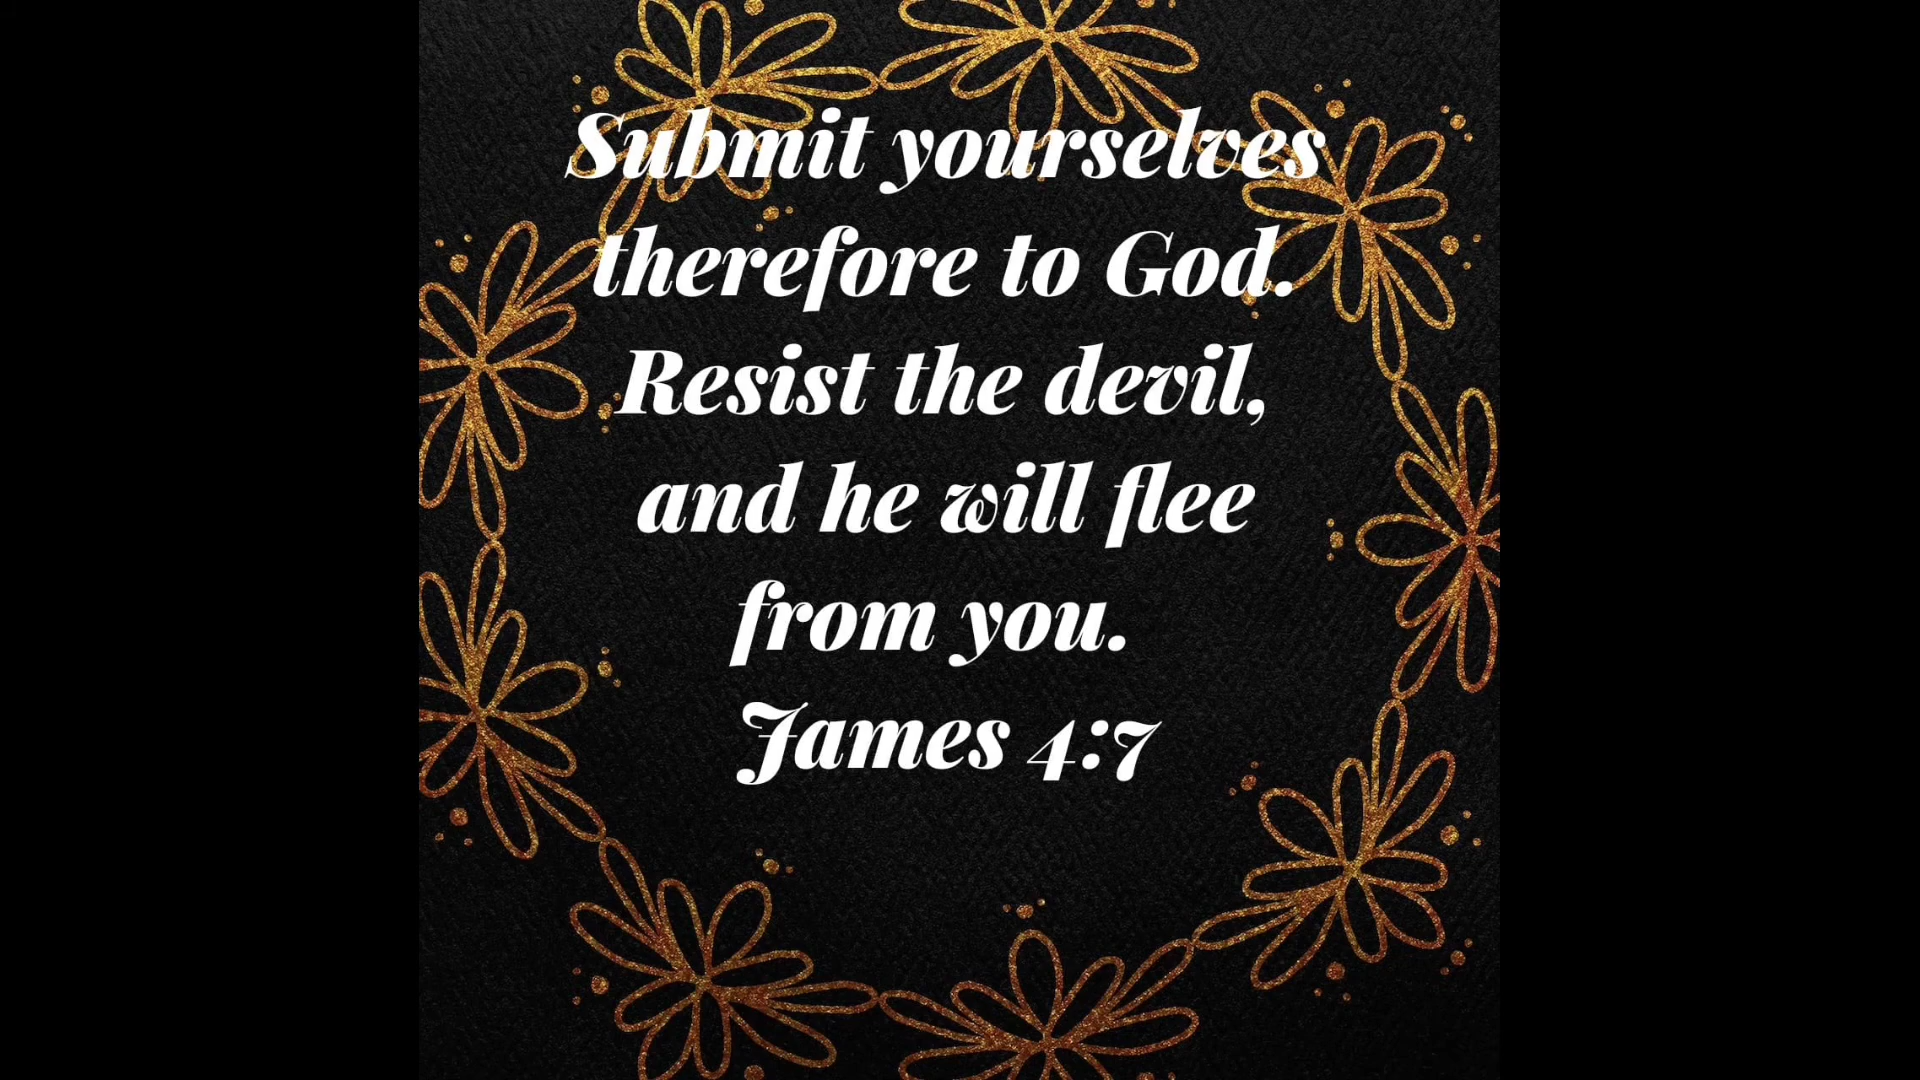 Submit yourselves
therefore to God.
Resist the devil,
and he will flee
from you.
James 4:7